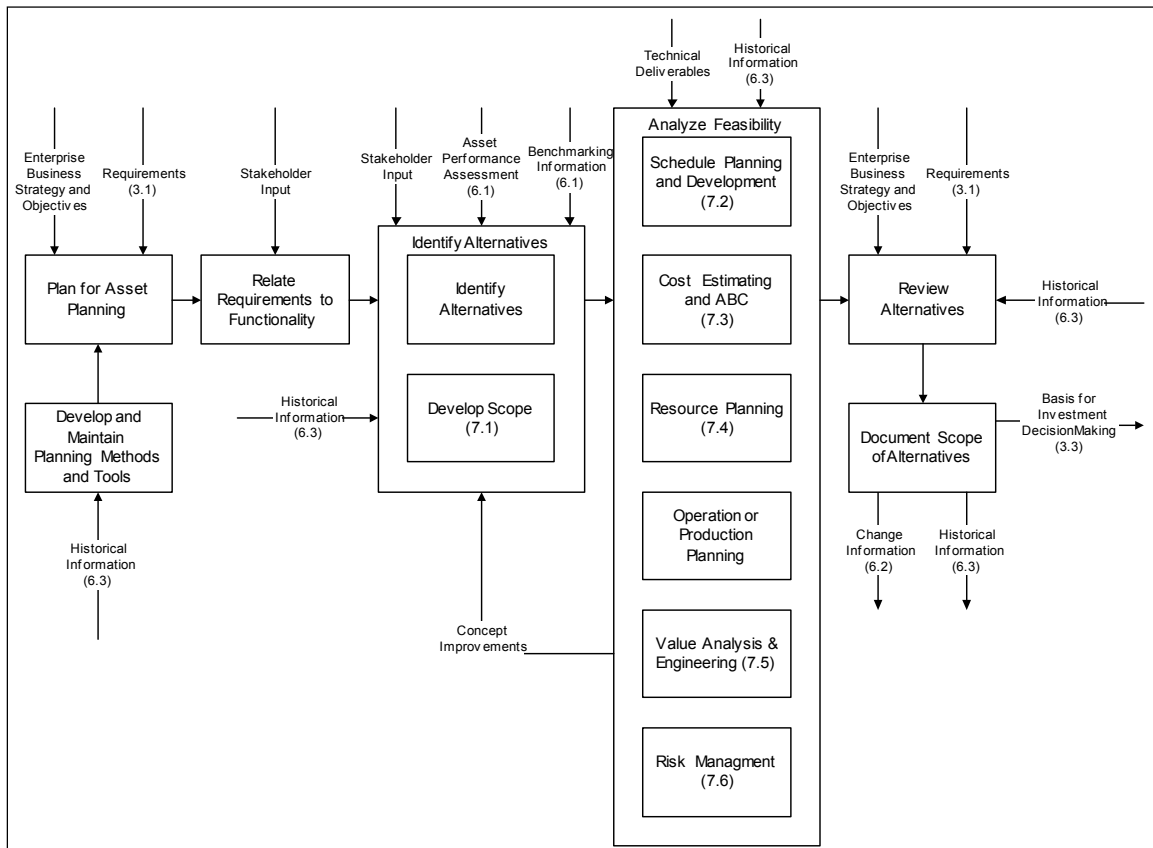 Technical
Deliverables
Historical
Information
(6.3)
Enterprise
Business
Strategy and
Objectives
Requirements
(3.1)
Stakeholder
Input
Stakeholder
Input
Asset
Performance
Assessment
(6.1)
Benchmarking
Information
(6.1)
Analyze Feasibility
Schedule Planning
and Development
(7.2)
Enterprise
Business
Strategy and
Objectives
Requirements
(3.1)
Plan for Asset
Planning
Relate
Requirements to
Functionality
Identify Alternatives
Identify
Alternatives
Cost Estimating
and ABC
(7.3)
Review
Alternatives
Historical
Information
(6.3)
Develop and
Maintain
Planning Methods
and Tools
Historical
Information
(6.3)
Develop Scope
(7.1)
Resource Planning
(7.4)
Document Scope
of Alternatives
Basis for
Investment
DecisionMaking
(3.3)
Historical
Information
(6.3)
Operation or
Production
Planning
Change
Information
(6.2)
Historical
Information
(6.3)
Concept
Improvements
Value Analysis &
Engineering (7.5)
Risk Managment
(7.6)